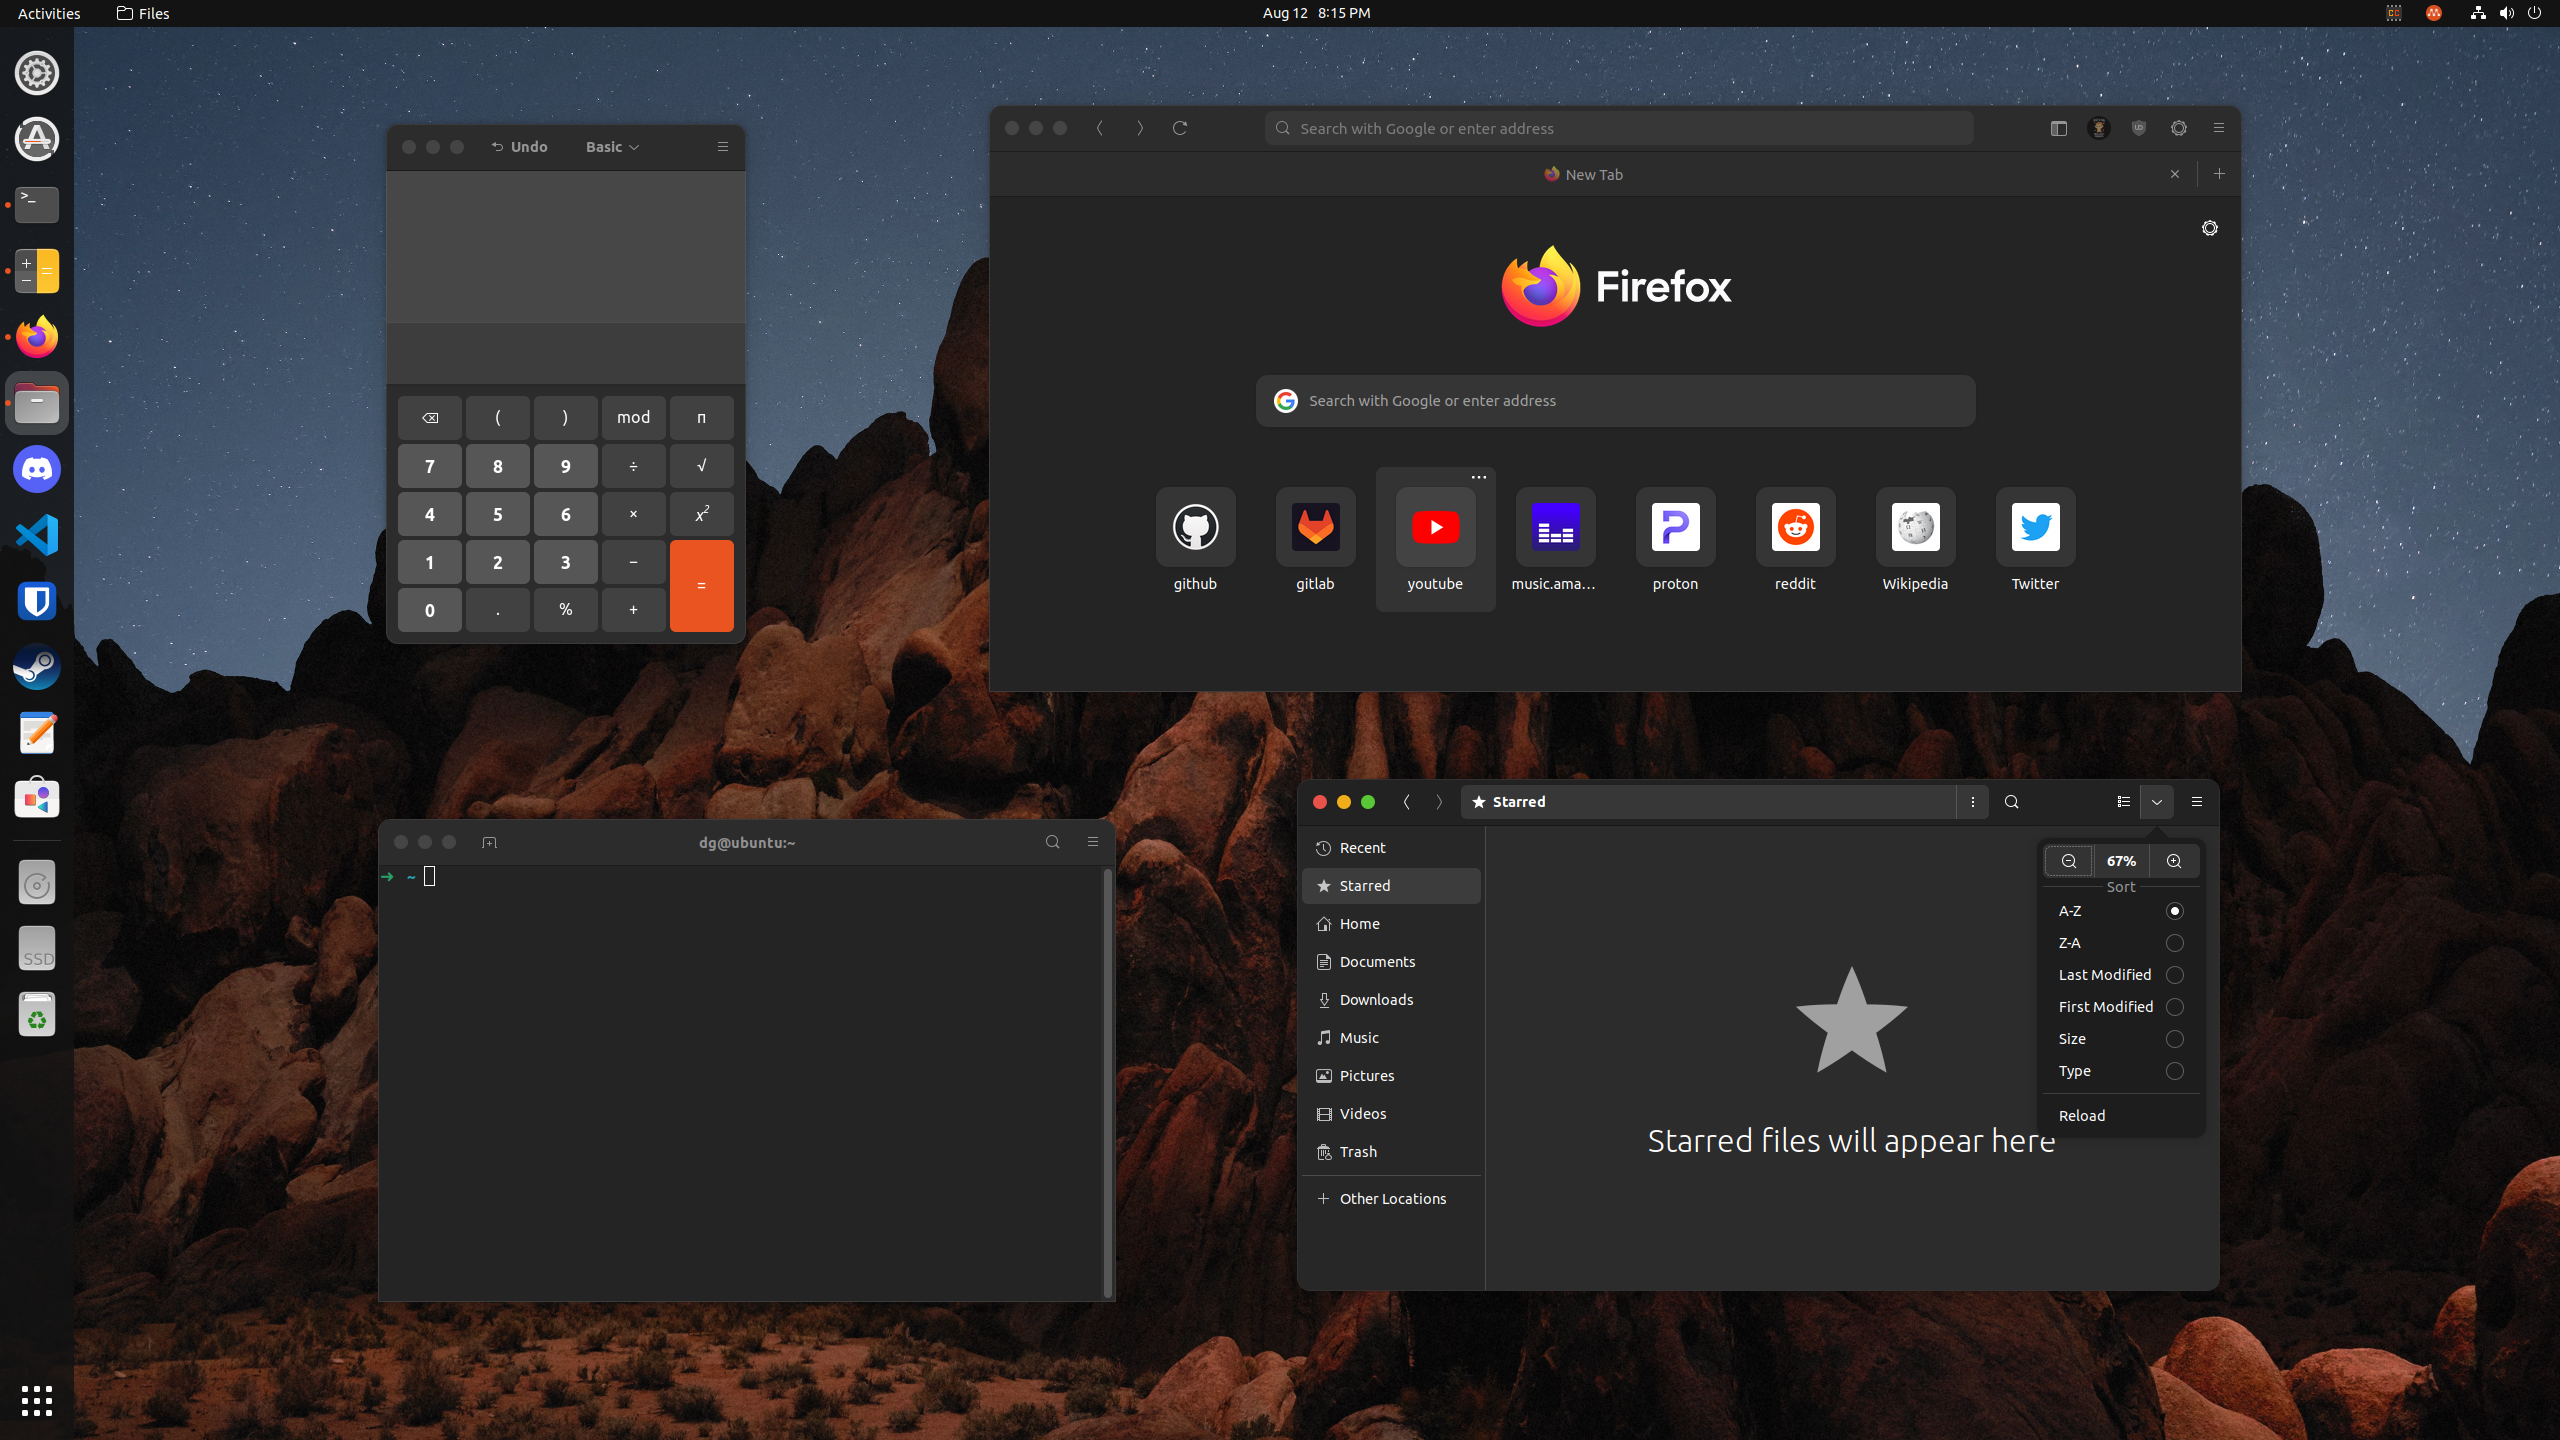 Activities Files Aug 12 8:15 PM
Undo Basic
( ) mod π
7 8 9 ÷ √
4 5 6 × x²
1 2 3 − =
0 . % +
Search with Google or enter address
New Tab
Firefox
Search with Google or enter address
github gitlab youtube music.ama… proton reddit Wikipedia Twitter
SSD
dg@ubuntu:~
➜ ~
Starred
Recent
Starred
Home
Documents
Downloads
Music
Pictures
Videos
Trash
Other Locations
67%
Sort
A-Z
Z-A
Last Modified
First Modified
Size
Type
Reload
Starred files will appear here